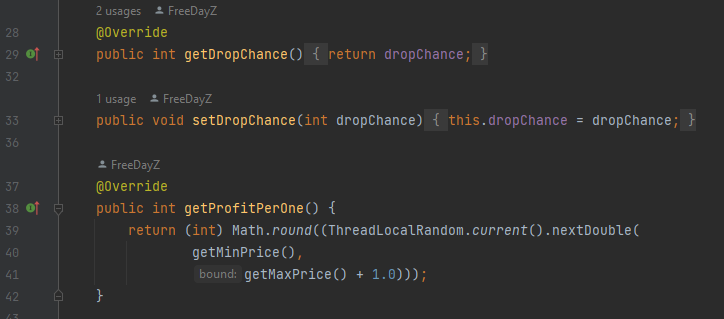 2 usages FreeDayZ
28 @Override
29 public int getDropChance() { return dropChance; }
32
1 usage FreeDayZ
33 public void setDropChance(int dropChance) { this.dropChance = dropChance; }
36
FreeDayZ
37 @Override
38 public int getProfitPerOne() {
39 return (int) Math.round((ThreadLocalRandom.current().nextDouble(
40 getMinPrice(),
41 bound: getMaxPrice() + 1.0)));
42 }
43